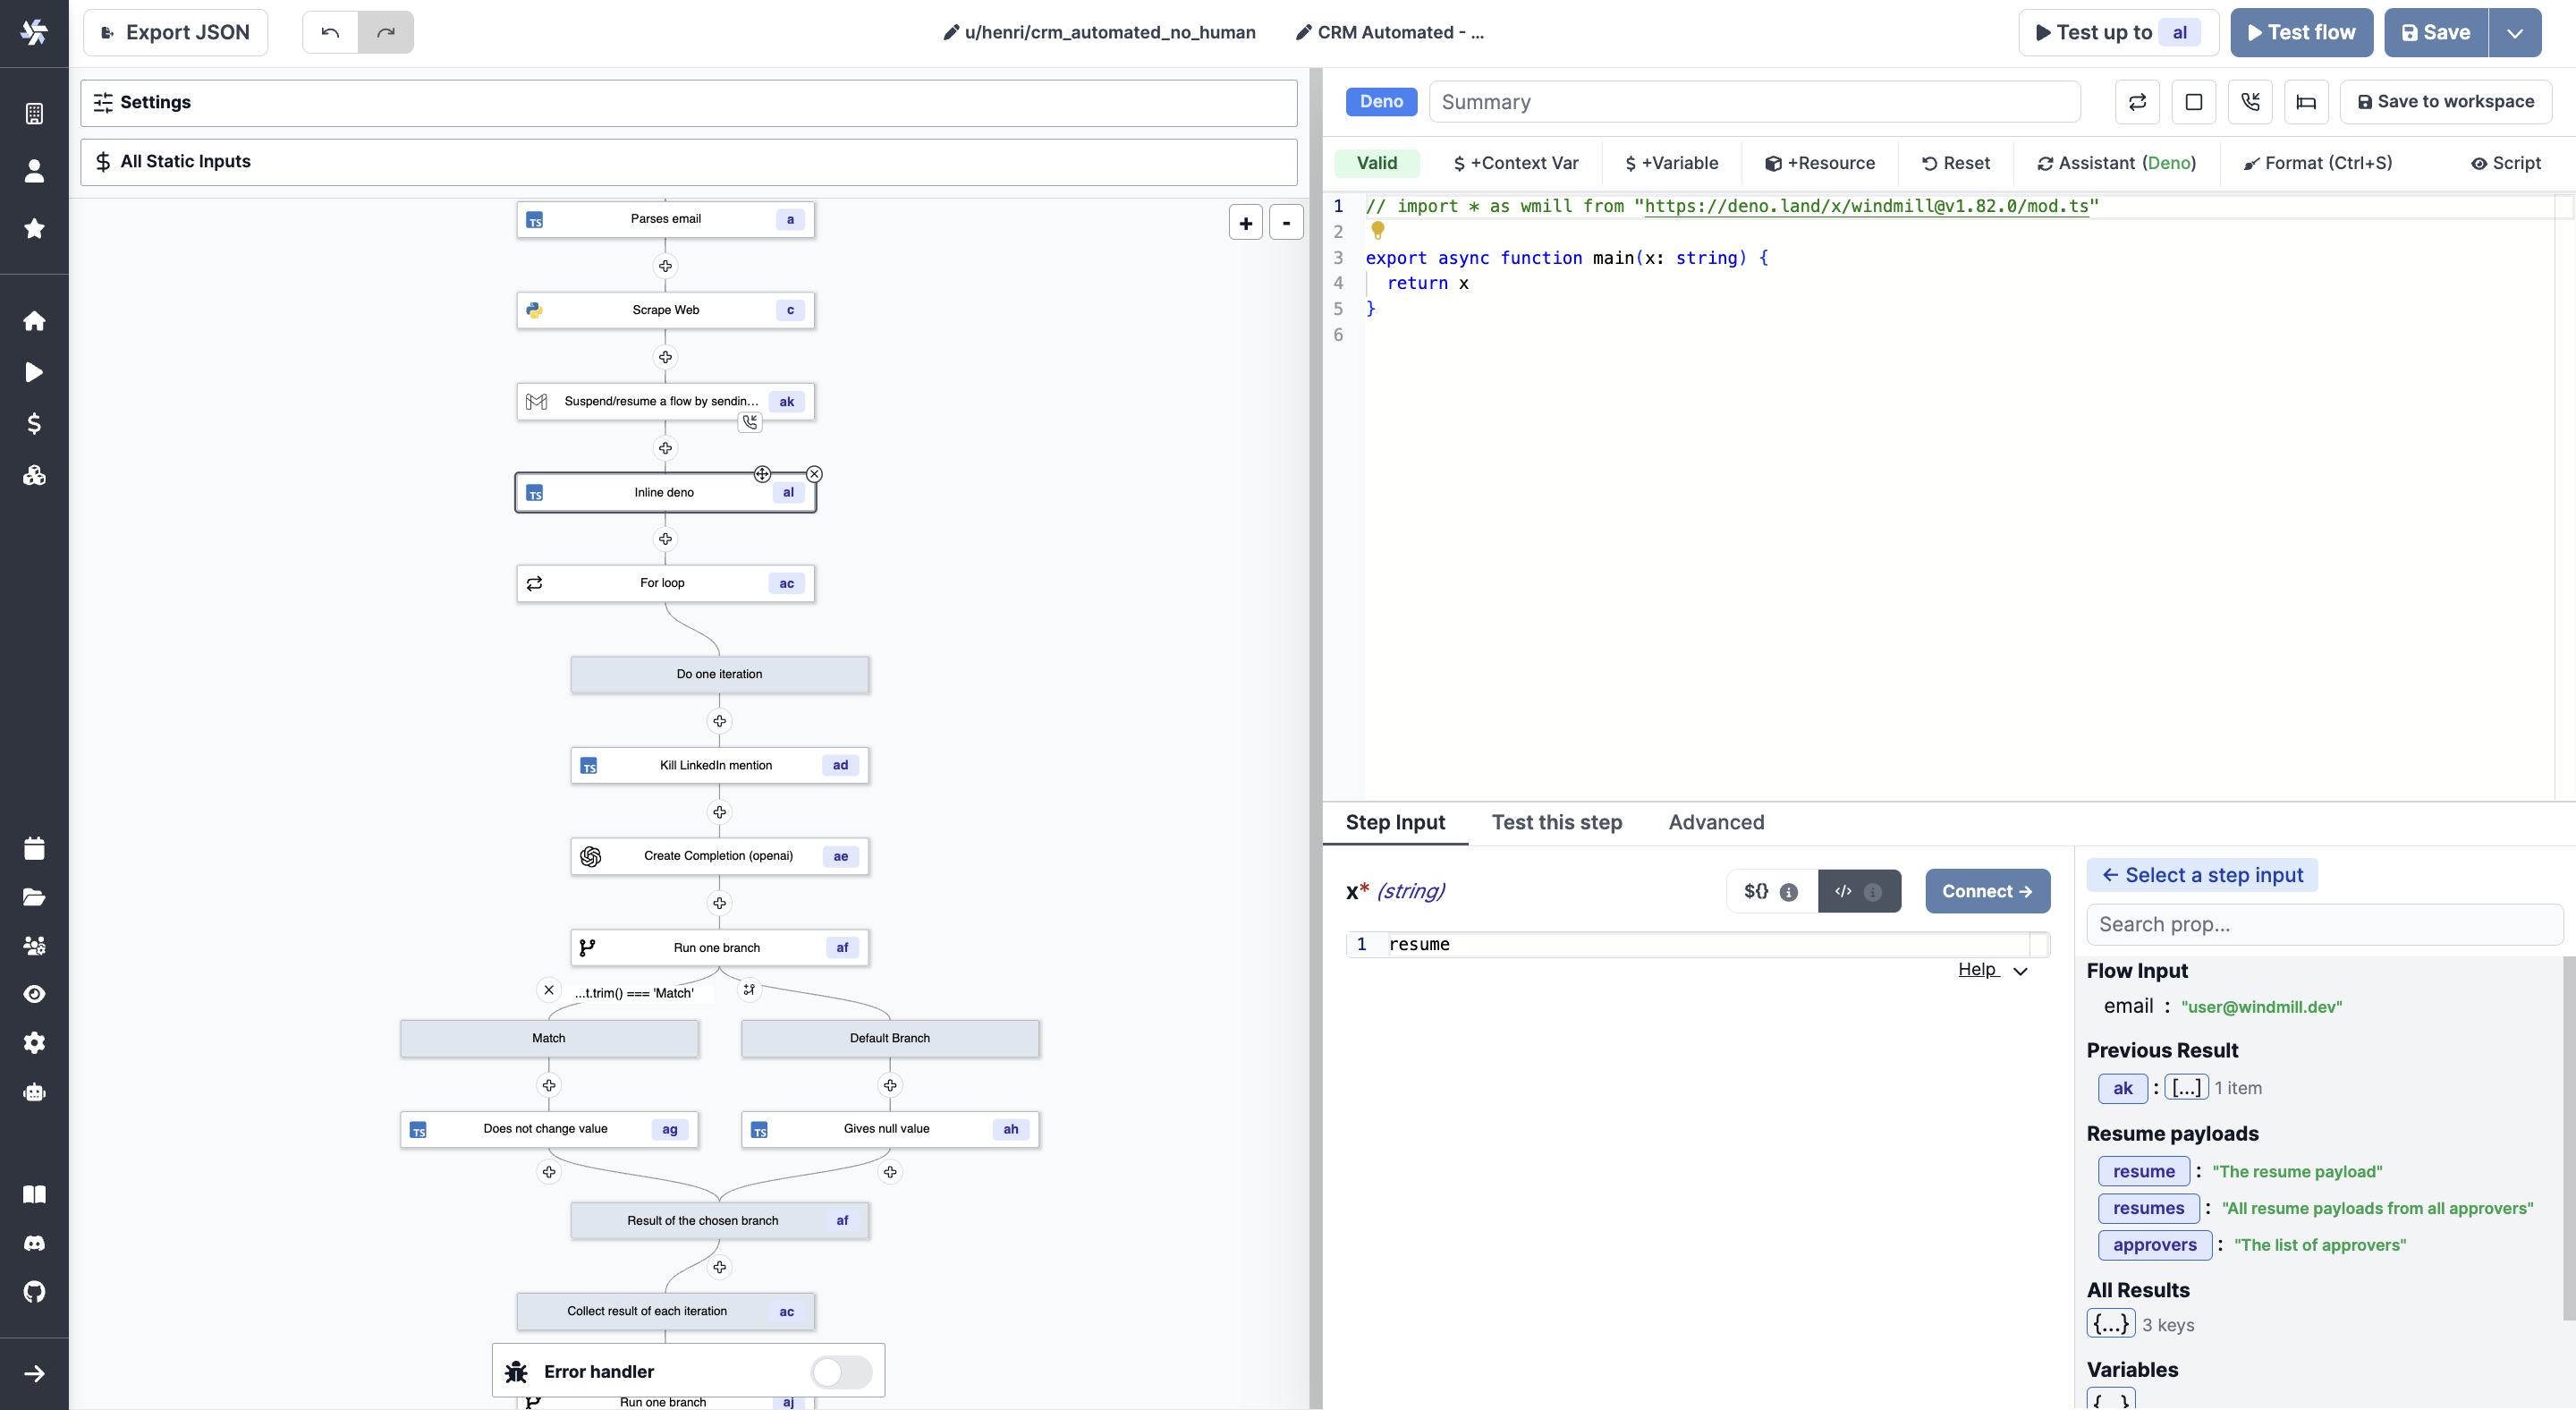 Export JSON
u/henri/crm_automated_no_human
CRM Automated - ...
Test up to al
Test flow
Save
Settings
All Static Inputs
Parses email a
Scrape Web c
Suspend/resume a flow by sendin... ak
TS Inline deno al
For loop ac
Do one iteration
TS Kill LinkedIn mention ad
Create Completion (openai) ae
Run one branch af
...t.trim() === 'Match'
Match
Default Branch
TS Does not change value ag
TS Gives null value ah
Result of the chosen branch af
Collect result of each iteration ac
Error handler
Run one branch aj
Deno
Summary
Save to workspace
Valid
+Context Var
+Variable
+Resource
Reset
Assistant (Deno)
Format (Ctrl+S)
Script
1 // import * as wmill from "https://deno.land/x/windmill@v1.82.0/mod.ts"
2
3 export async function main(x: string) {
4 return x
5 }
6
Step Input
Test this step
Advanced
x* (string)
${}
</>
Connect →
1 resume
Help
← Select a step input
Search prop...
Flow Input
email : "user@windmill.dev"
Previous Result
ak : [...] 1 item
Resume payloads
resume : "The resume payload"
resumes : "All resume payloads from all approvers"
approvers : "The list of approvers"
All Results
{...} 3 keys
Variables
{...}